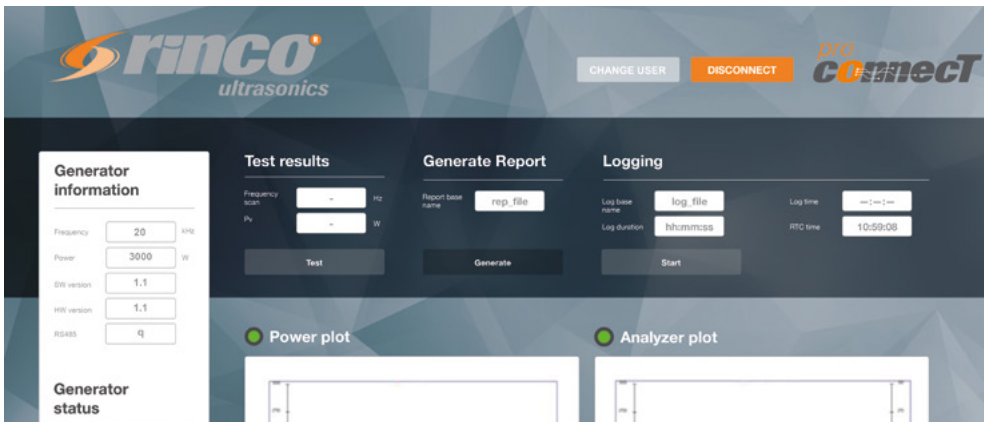 rinco
ultrasonics
CHANGE USER
DISCONNECT
pro
connecT
Generator
information
Frequency 20 kHz
Power 3000 W
SW version 1.1
HW version 1.1
RS485 q
Generator
status
Test results
Frequency
scan - Hz
Pv - W
Test
Generate Report
Report base
name rep_file
Generate
Logging
Log base
name log_file
Log duration hh:mm:ss
Log time --:--:--
RTC time 10:59:08
Start
Power plot
Analyzer plot